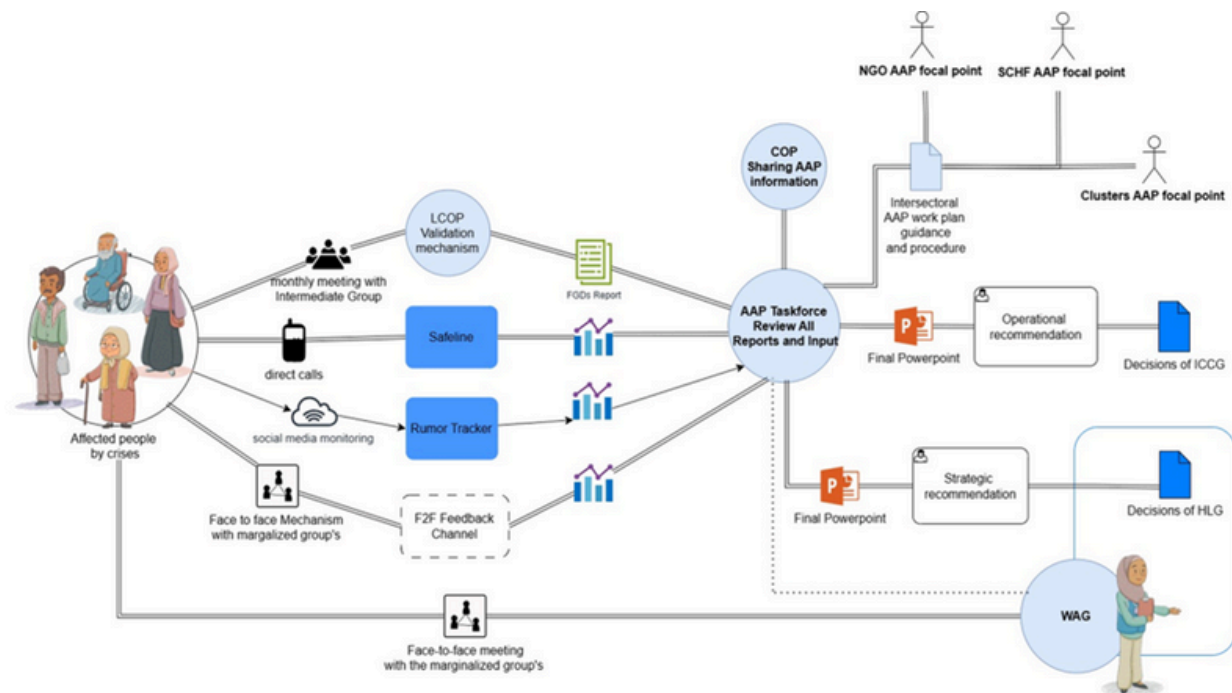 NGO AAP focal point
SCHF AAP focal point
COP
Sharing AAP
information
Clusters AAP focal point
Intersectoral
AAP work plan
guidance
and procedure
LCOP
Validation
mechanism
monthly meeting with
Intermediate Group
FGDs Report
AAP Taskforce
Review All
Reports and Input
Safeline
direct calls
P
Final Powerpoint
Operational
recommendation
Decisions of ICCG
social media monitoring
Rumor Tracker
Affected people
by crises
Face to face Mechanism
with margalized group's
F2F Feedback
Channel
P
Final Powerpoint
Strategic
recommendation
Decisions of HLG
WAG
Face-to-face meeting
with the marginalized group's